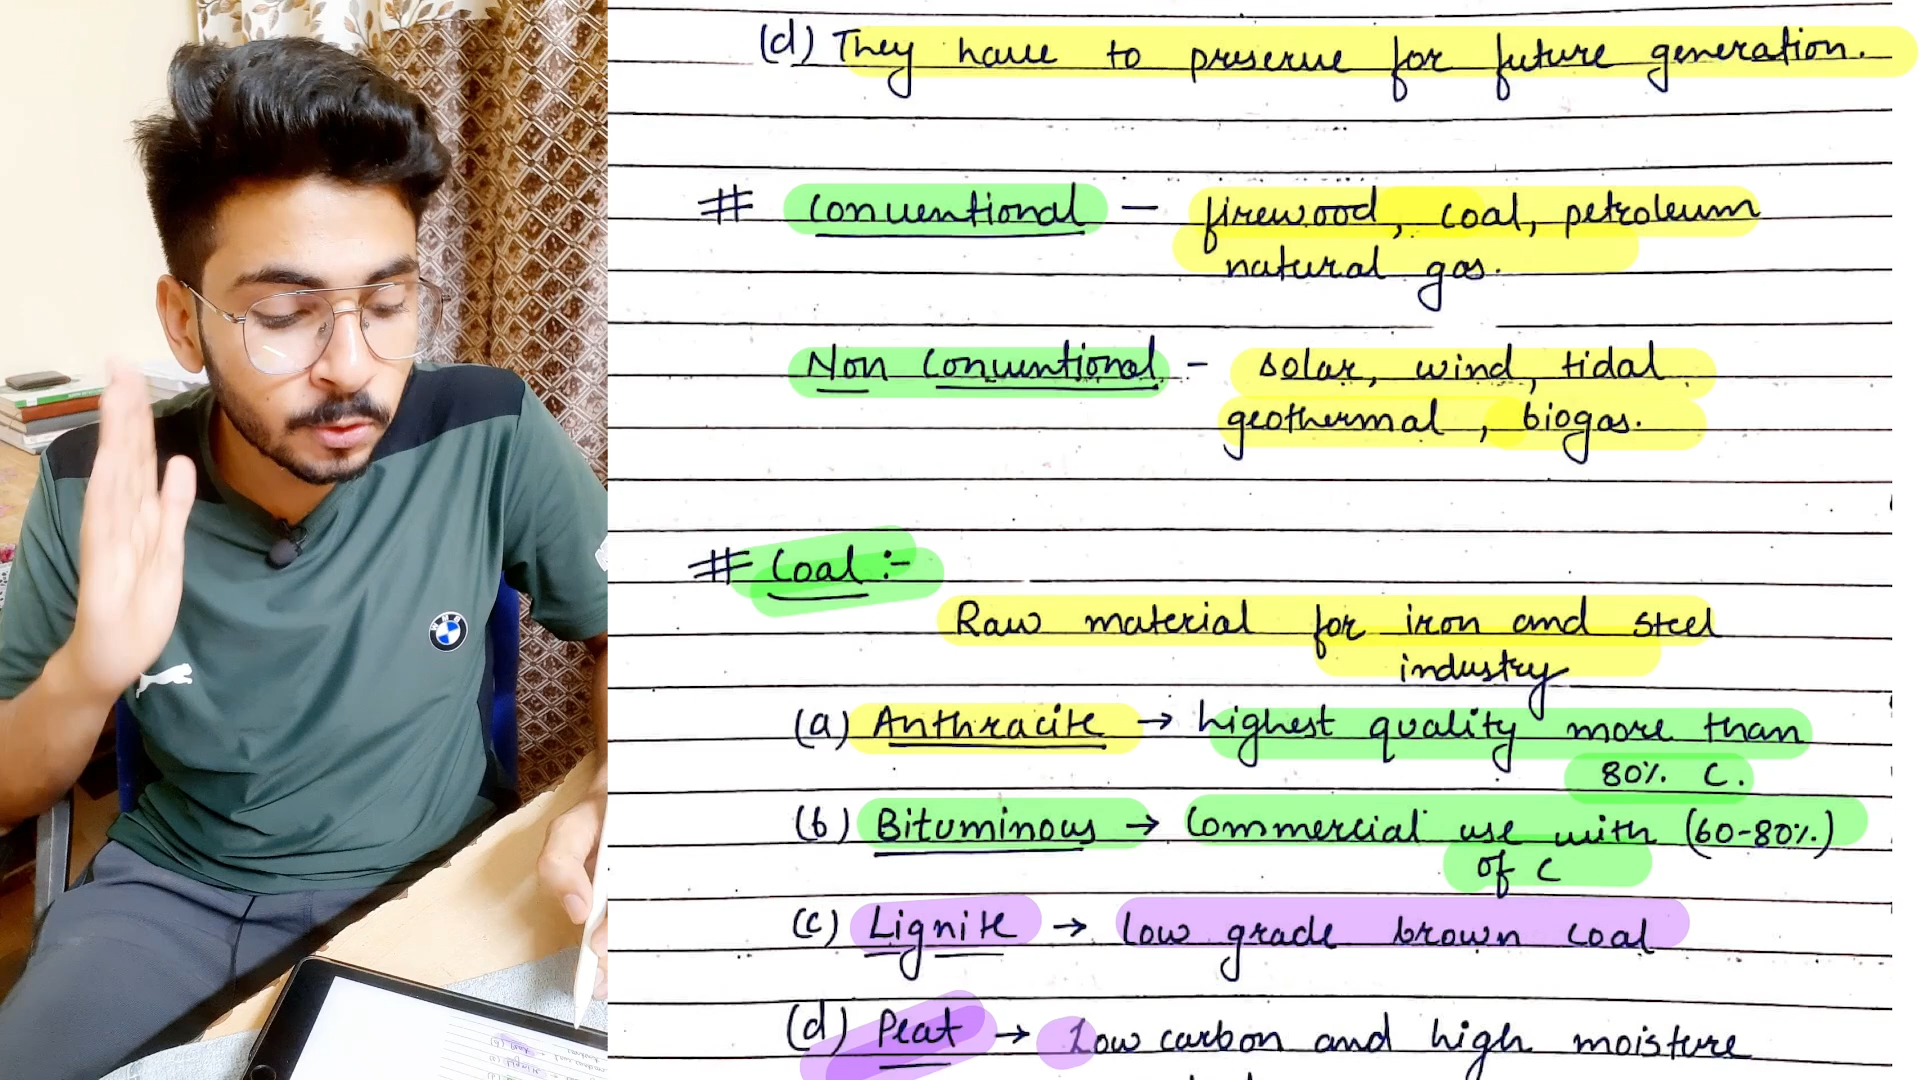 (d) They have to preserve for future generation.
# Conventional — firewood, coal, petroleum
natural gas.
Non Conventional - solar, wind, tidal
geothermal, biogas.
# Coal :-
Raw material for iron and steel
industry
(a) Anthracite → highest quality more than
80% C.
(b) Bituminous → Commercial use with (60-80%)
of C
(c) Lignite → low grade brown coal
(d) Peat → Low carbon and high moisture
BMW